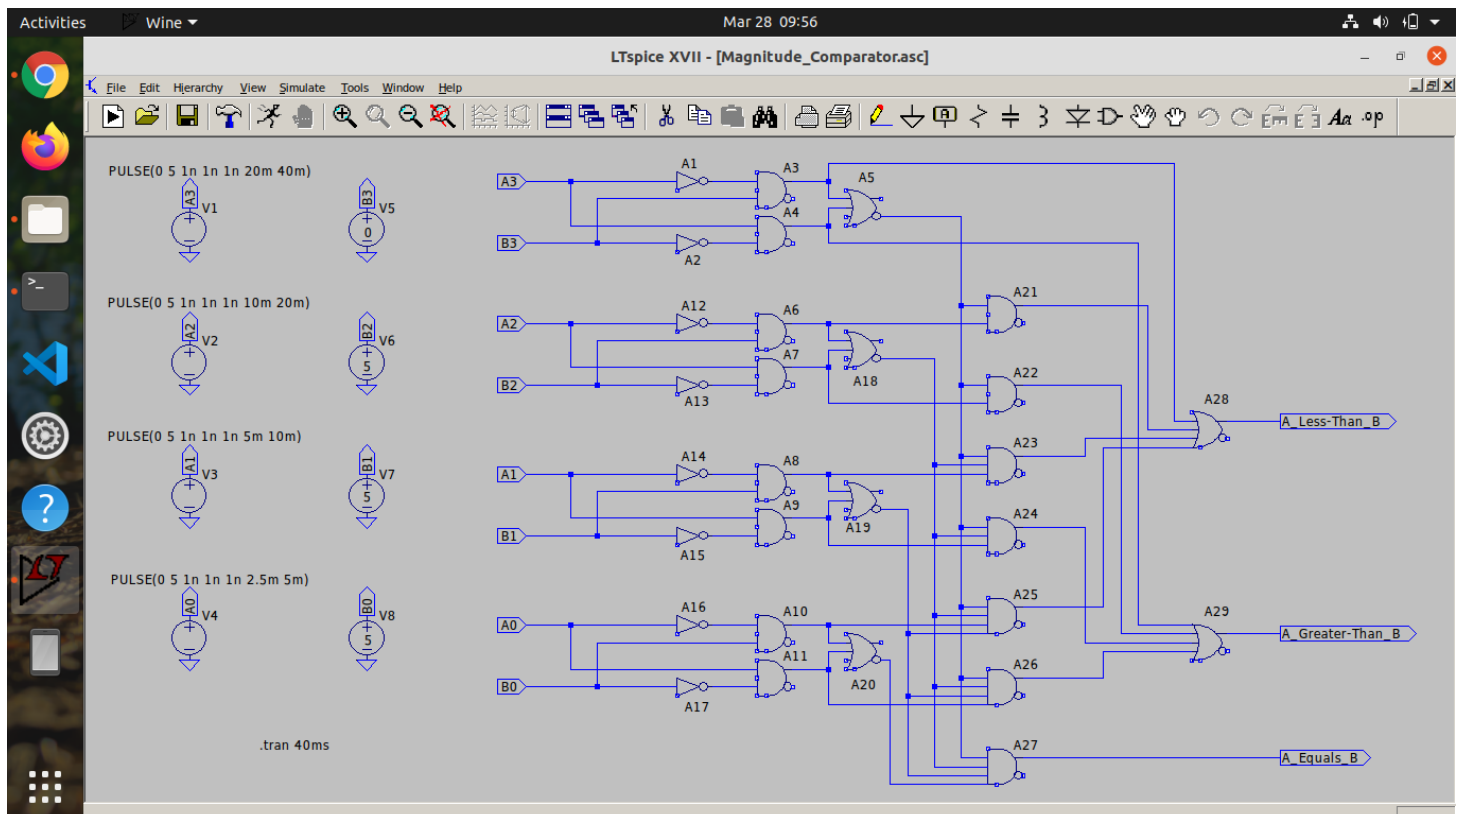 Activities Wine Mar 28 09:56
LTspice XVII - [Magnitude_Comparator.asc]
File Edit Hierarchy View Simulate Tools Window Help
Aa .op
PULSE(0 5 1n 1n 1n 20m 40m)
A3
V1
B3
V5
0
PULSE(0 5 1n 1n 1n 10m 20m)
A2
V2
B2
V6
5
PULSE(0 5 1n 1n 1n 5m 10m)
A1
V3
B1
V7
5
PULSE(0 5 1n 1n 1n 2.5m 5m)
A0
V4
B0
V8
5
.tran 40ms
A3
B3
A1
A2
A3
A4
A5
A2
B2
A12
A13
A6
A7
A18
A1
B1
A14
A15
A8
A9
A19
A0
B0
A16
A17
A10
A11
A20
A21
A22
A23
A24
A25
A26
A27
A28
A29
A_Less-Than_B
A_Greater-Than_B
A_Equals_B